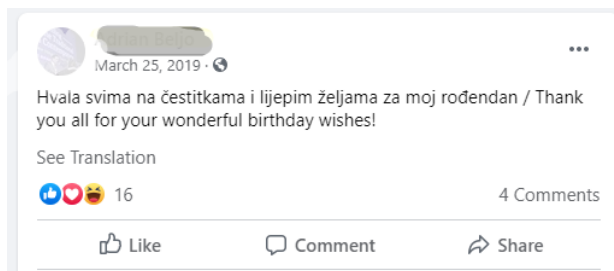 March 25, 2019 ·
Hvala svima na čestitkama i lijepim željama za moj rođendan / Thank
you all for your wonderful birthday wishes!
See Translation
16
4 Comments
Like
Comment
Share